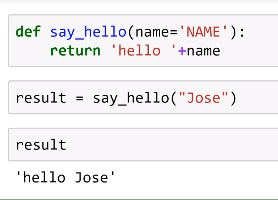 def say_hello(name='NAME'):
    return 'hello '+name
result = say_hello("Jose")
result
'hello Jose'